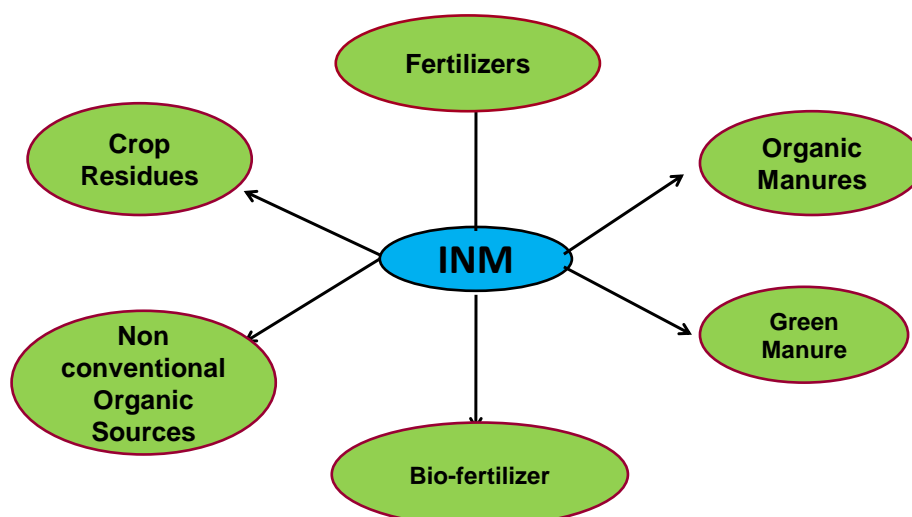 Fertilizers
Crop
Residues
Organic
Manures
INM
Non
conventional
Organic
Sources
Green
Manure
Bio-fertilizer